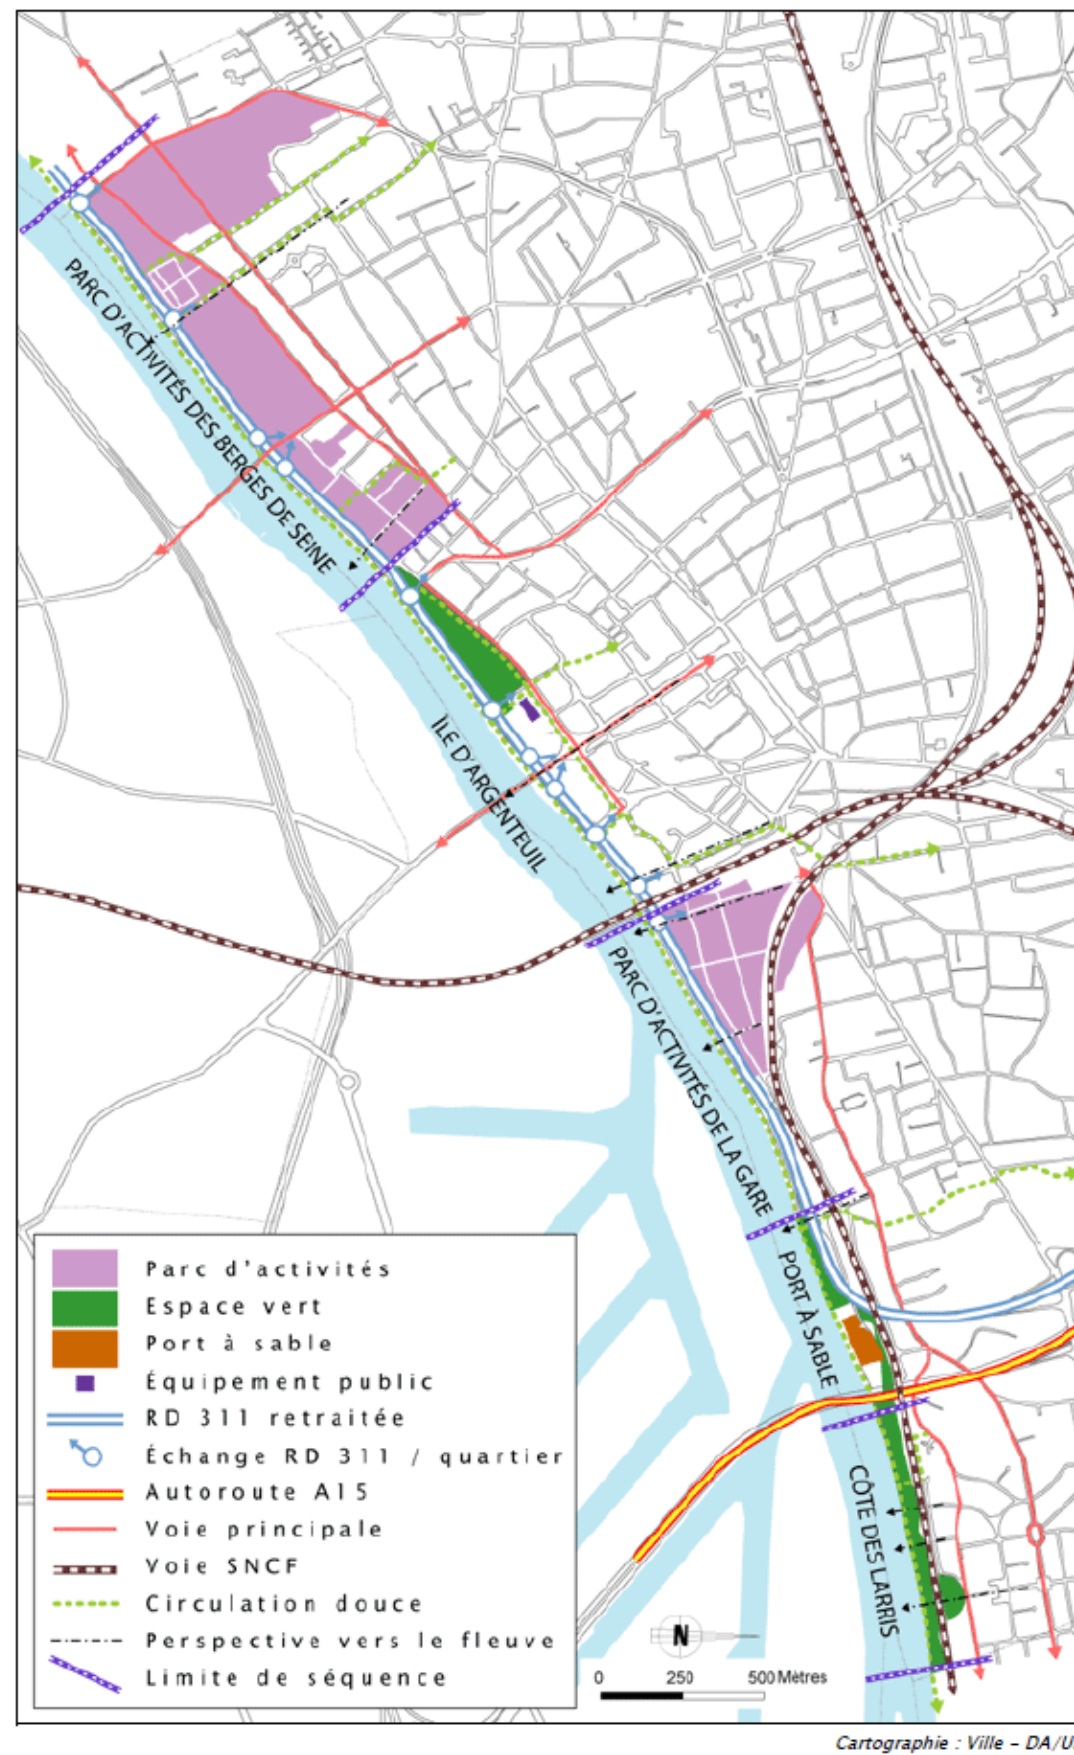 PARC D'ACTIVITÉS DES BERGES DE SEINE
ÎLE D'ARGENTEUIL
PARC D'ACTIVITÉS DE LA GARE
PORT À SABLE
CÔTE DES LARRIS
Parc d'activités
Espace vert
Port à sable
Équipement public
RD 311 retraitée
Échange RD 311 / quartier
Autoroute A15
Voie principale
Voie SNCF
Circulation douce
Perspective vers le fleuve
Limite de séquence
N
0 250 500 Mètres
Cartographie : Ville - DA/U